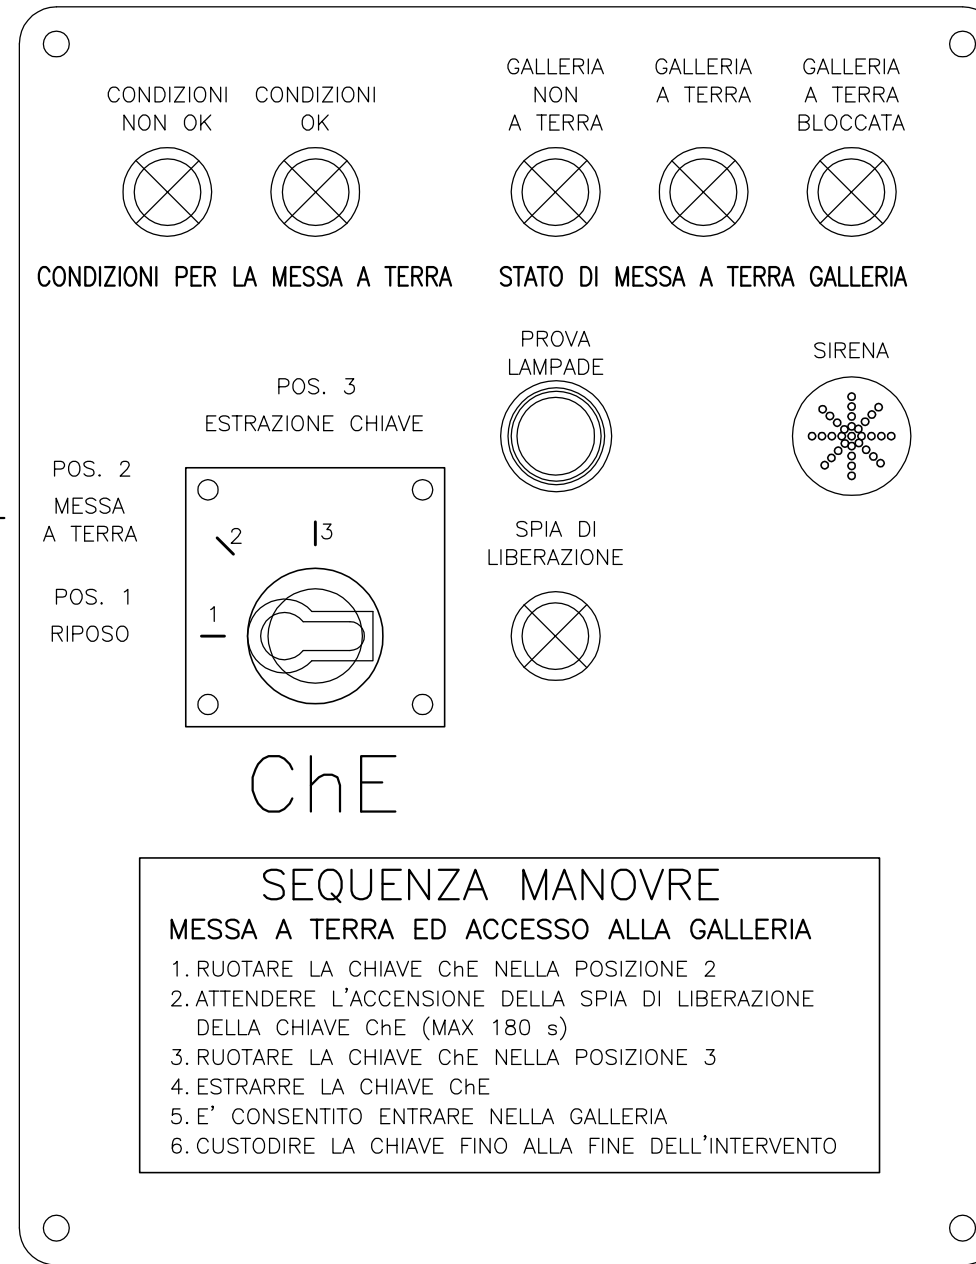 CONDIZIONI
NON OK
CONDIZIONI
OK
GALLERIA
NON
A TERRA
GALLERIA
A TERRA
GALLERIA
A TERRA
BLOCCATA
CONDIZIONI PER LA MESSA A TERRA
STATO DI MESSA A TERRA GALLERIA
POS. 3
ESTRAZIONE CHIAVE
PROVA
LAMPADE
SIRENA
POS. 2
MESSA
A TERRA
POS. 1
RIPOSO
2
3
1
SPIA DI
LIBERAZIONE
ChE
SEQUENZA MANOVRE
MESSA A TERRA ED ACCESSO ALLA GALLERIA
1. RUOTARE LA CHIAVE ChE NELLA POSIZIONE 2
2. ATTENDERE L'ACCENSIONE DELLA SPIA DI LIBERAZIONE
DELLA CHIAVE ChE (MAX 180 s)
3. RUOTARE LA CHIAVE ChE NELLA POSIZIONE 3
4. ESTRARRE LA CHIAVE ChE
5. E' CONSENTITO ENTRARE NELLA GALLERIA
6. CUSTODIRE LA CHIAVE FINO ALLA FINE DELL'INTERVENTO